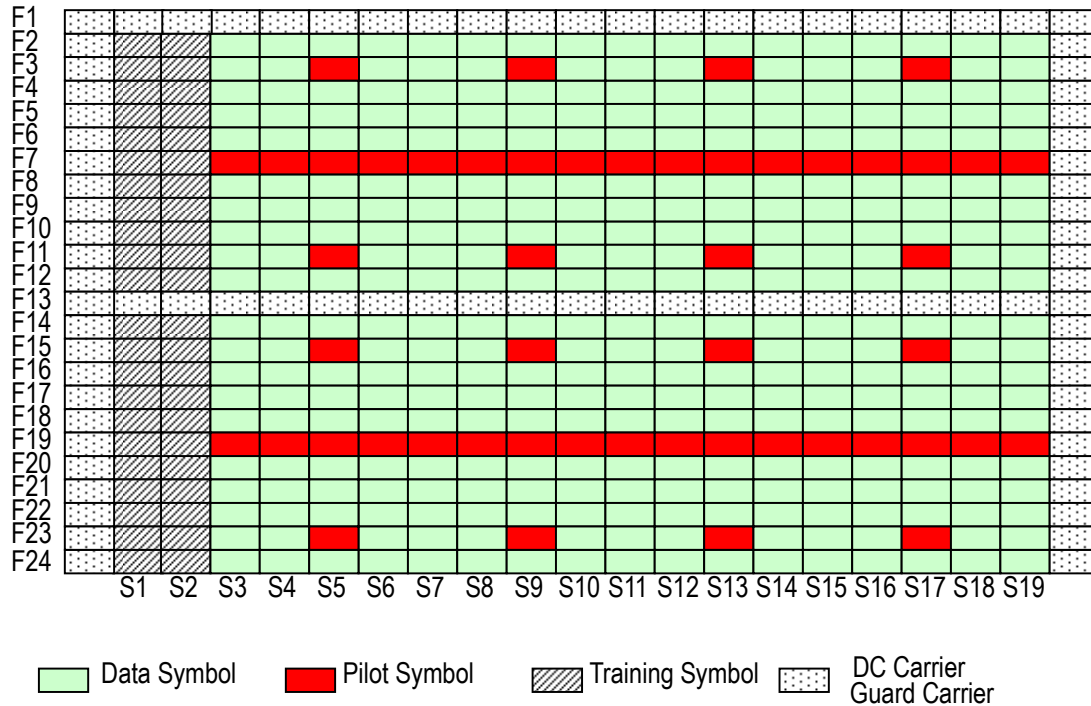 F1
F2
F3
F4
F5
F6
F7
F8
F9
F10
F11
F12
F13
F14
F15
F16
F17
F18
F19
F20
F21
F22
F23
F24
S1 S2 S3 S4 S5 S6 S7 S8 S9 S10 S11 S12 S13 S14 S15 S16 S17 S18 S19
Data Symbol Pilot Symbol Training Symbol DC Carrier
Guard Carrier